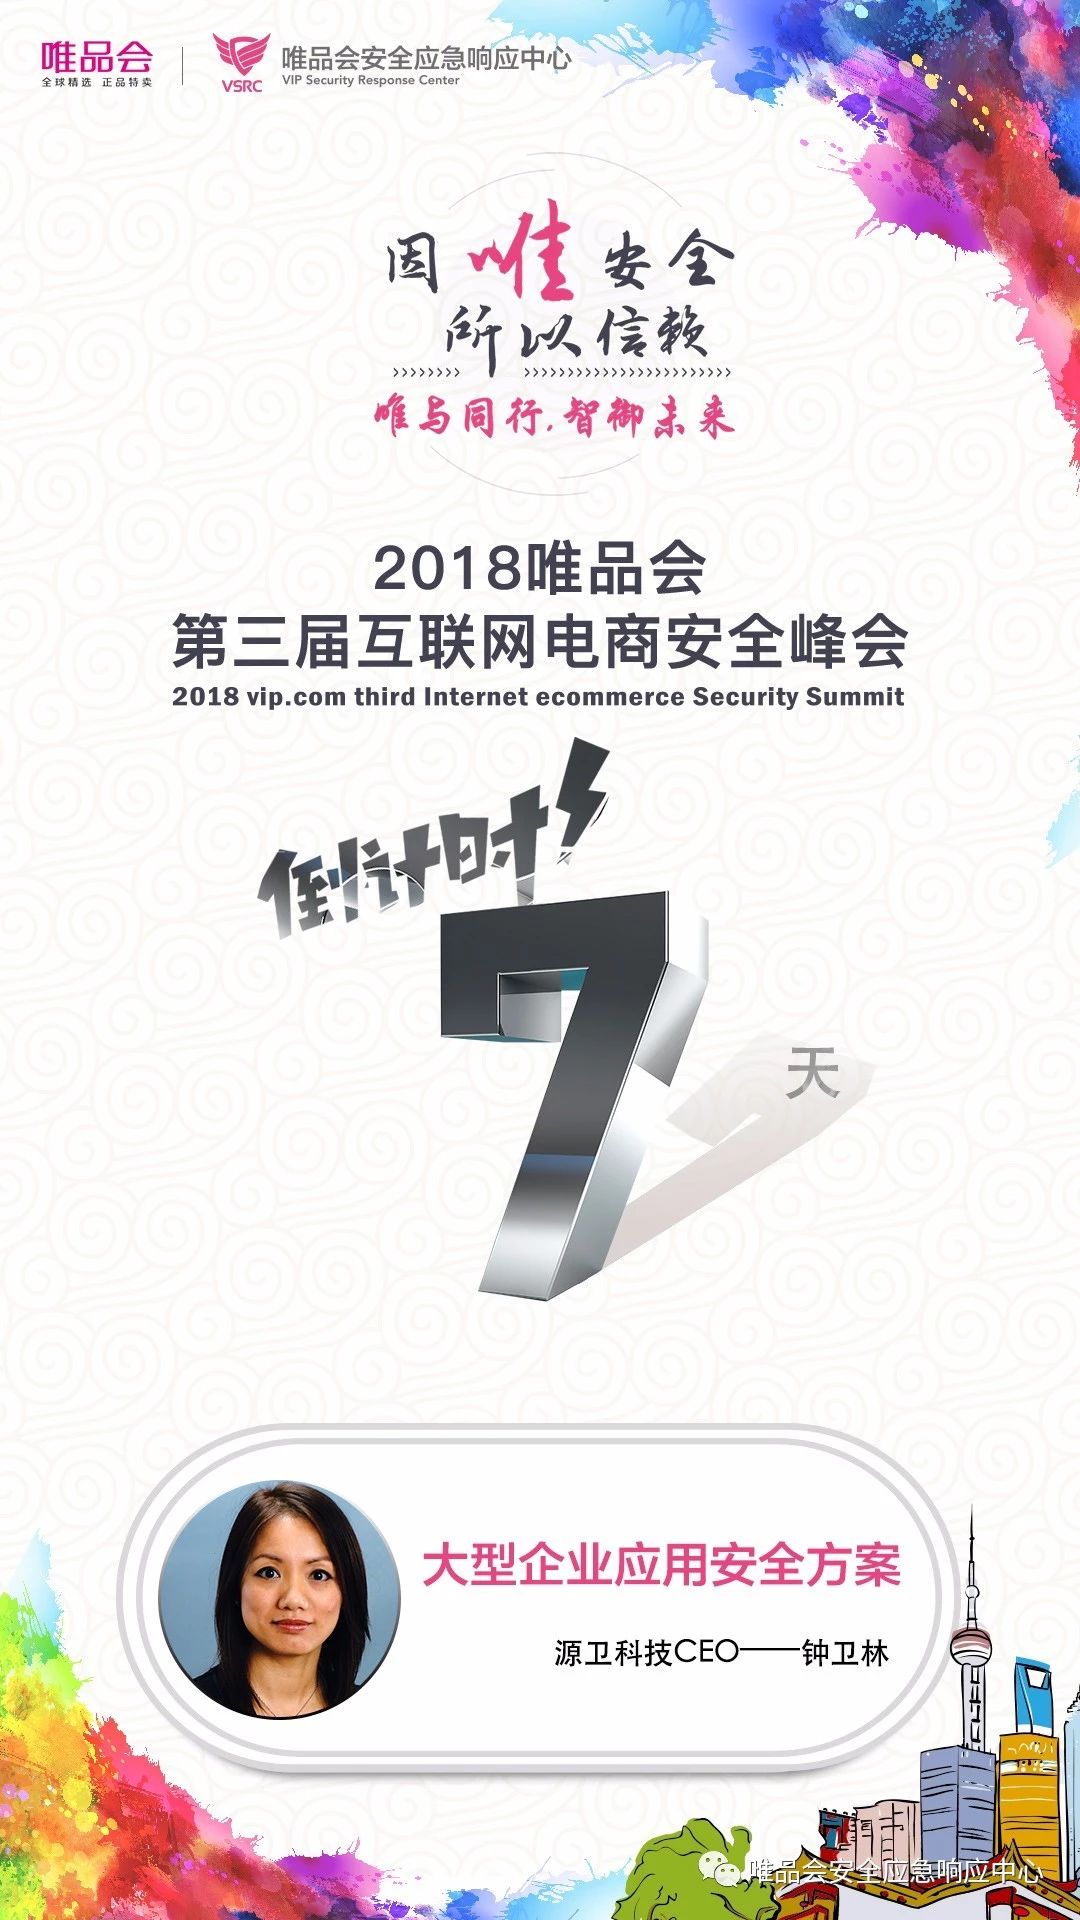 唯品会
全球精选 正品特卖
VSRC
唯品会安全应急响应中心
VIP Security Response Center
因唯安全
所以信赖
唯与同行,智御未来
2018唯品会
第三届互联网电商安全峰会
2018 vip.com third Internet ecommerce Security Summit
倒计时
7
天
大型企业应用安全方案
源卫科技CEO——钟卫林
唯品会安全应急响应中心